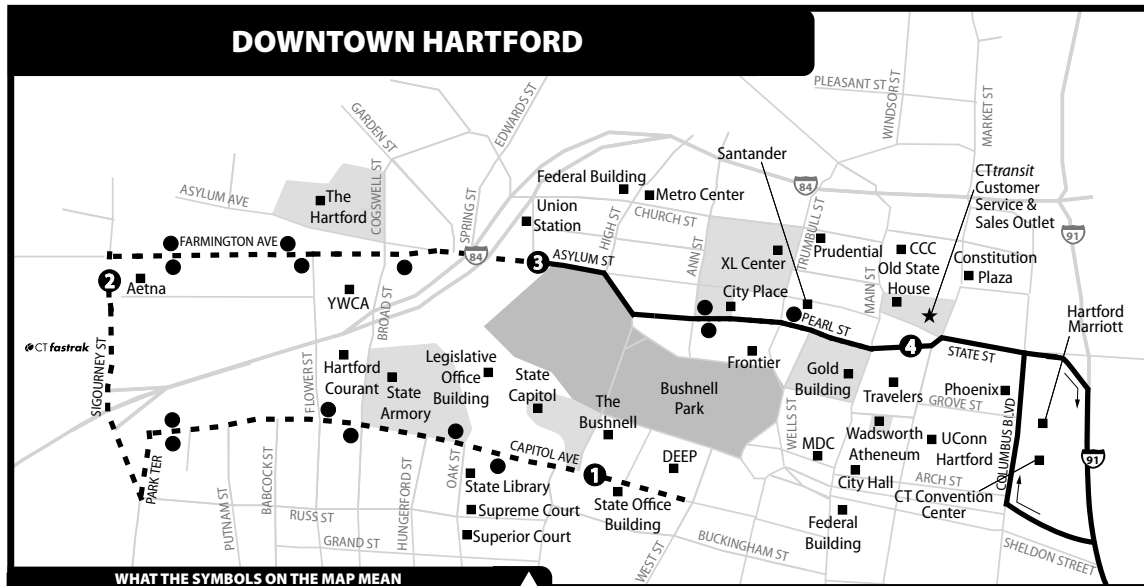 DOWNTOWN HARTFORD
PLEASANT ST
WINDSOR ST
MARKET ST
EDWARDS ST
GARDEN ST
COGSWELL ST
SPRING ST
ASYLUM AVE
The
Hartford
Federal Building
Metro Center
Union
Station
HIGH ST
CHURCH ST
ANN ST
Santander
84
TRUMBULL ST
CTtransit
Customer
Service &
Sales Outlet
91
FARMINGTON AVE
84
3
ASYLUM ST
XL Center
City Place
Prudential
CCC
Old State
House
Constitution
Plaza
MAIN ST
2
Aetna
YWCA
BROAD ST
PEARL ST
4
STATE ST
Hartford
Marriott
CT fastrak
SIGOURNEY ST
FLOWER ST
Hartford
Courant
State
Armory
Legislative
Office
Building
State
Capitol
The
Bushnell
Bushnell
Park
Frontier
Gold
Building
Travelers
Phoenix
GROVE ST
COLUMBUS BLVD
WELLS ST
MDC
Wadsworth
Atheneum
UConn
Hartford
City Hall
ARCH ST
CT Convention
Center
91
PARK TER
CAPITOL AVE
1
DEEP
State Office
Building
OAK ST
State Library
Supreme Court
Superior Court
PUTNAM ST
BABCOCK ST
RUSS ST
GRAND ST
HUNGERFORD ST
WEST ST
BUCKINGHAM ST
Federal
Building
SHELDON STREET
WHAT THE SYMBOLS ON THE MAP MEAN